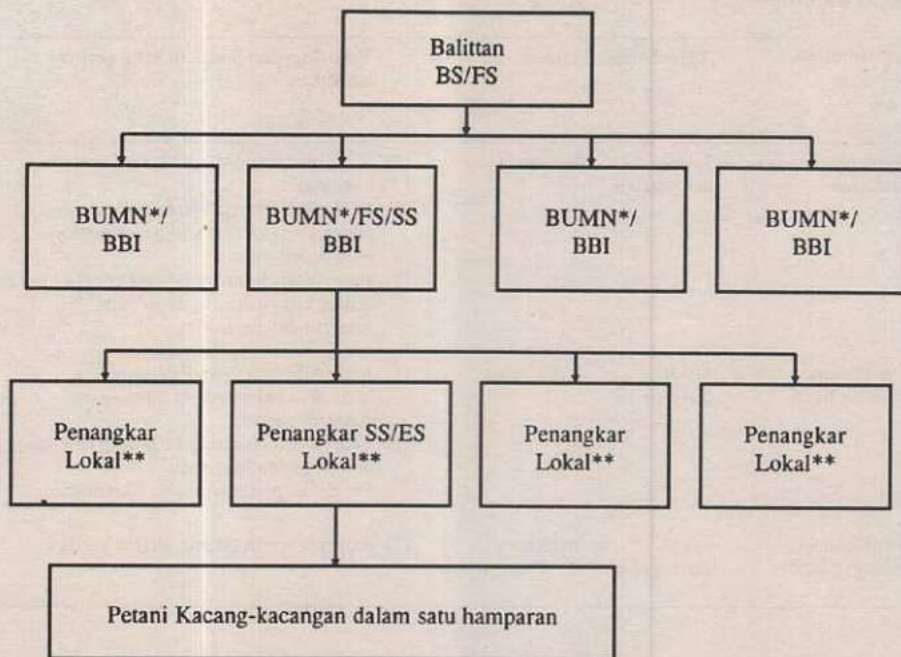 Balittan
BS/FS
BUMN*/
BBI
BUMN*/FS/SS
BBI
BUMN*/
BBI
BUMN*/
BBI
Penangkar
Lokal**
Penangkar SS/ES
Lokal**
Penangkar
Lokal**
Penangkar
Lokal**
Petani Kacang-kacangan dalam satu hamparan